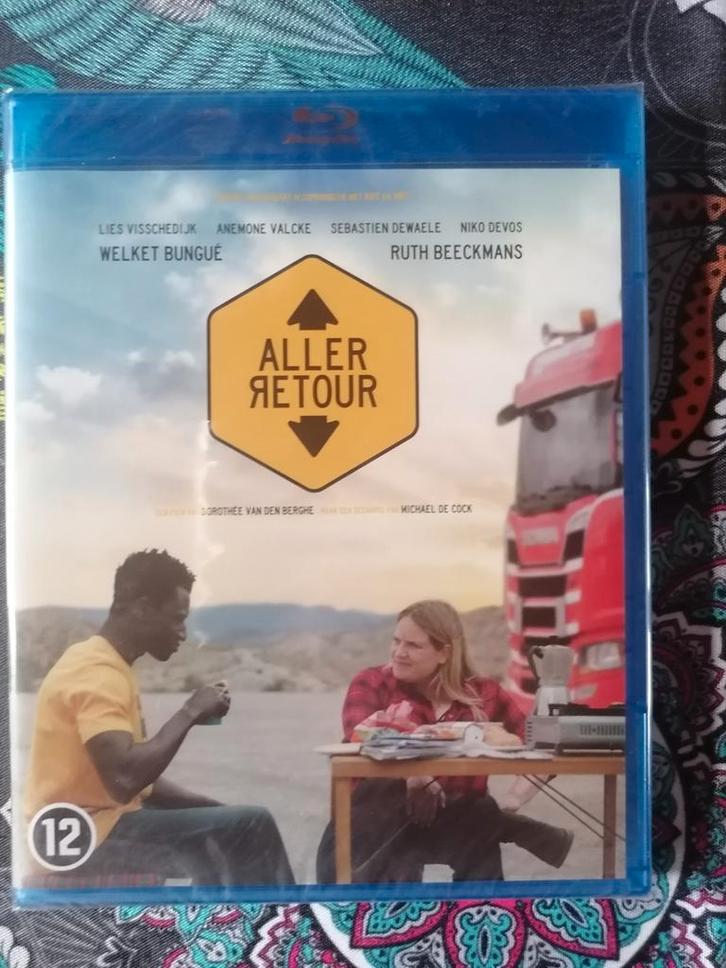 LIES VISSCHEDIJK ANEMONE VALCKE SEBASTIEN DEWAELE NIKO DEVOS
WELKET BUNGUÉ RUTH BEECKMANS
ALLER
ЯETOUR
DOROTHÉE VAN DEN BERGHE MICHAEL DE COCK
12